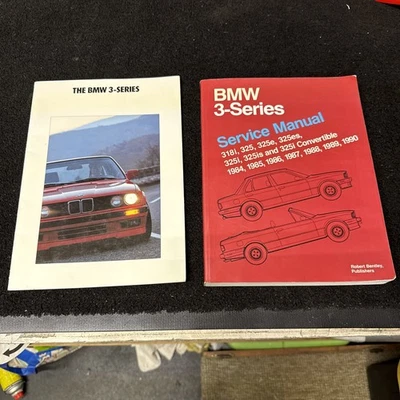 THE BMW 3-SERIES
BMW
3-Series
Service Manual
318i, 325, 325e, 325es,
325i, 325is and 325i Convertible
1984, 1985, 1986, 1987, 1988, 1989, 1990
Robert Bentley,
Publishers